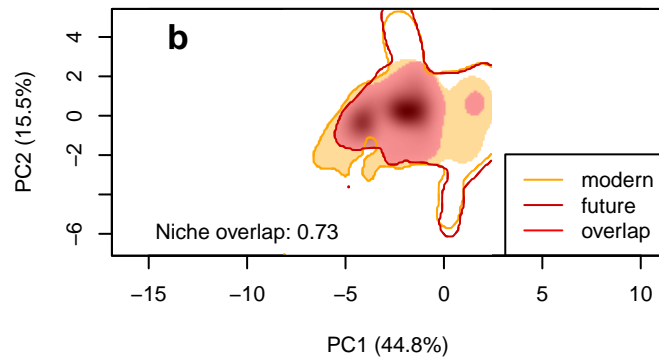 b
4
2
0
−2
−6
PC2 (15.5%)
Niche overlap: 0.73
modern
future
overlap
−15
−10
−5
0
5
10
PC1 (44.8%)